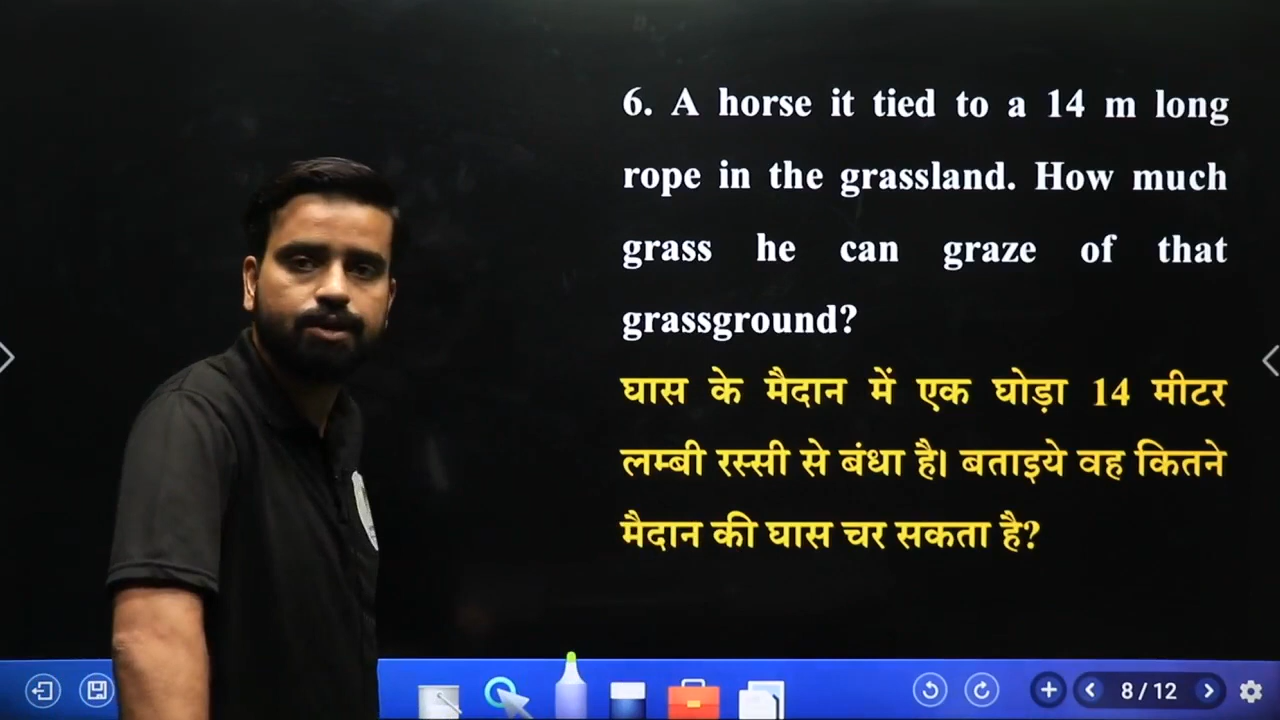 6. A horse it tied to a 14 m long
rope in the grassland. How much
grass he can graze of that
grassground?
घास के मैदान में एक घोड़ा 14 मीटर
लम्बी रस्सी से बंधा है। बताइये वह कितने
मैदान की घास चर सकता है?
8 / 12